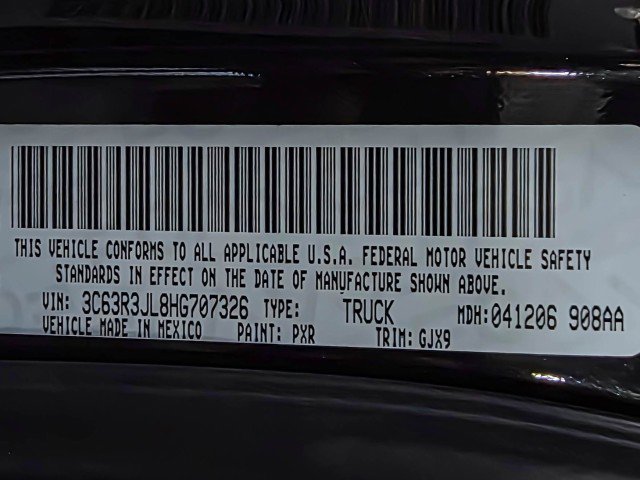 THIS VEHICLE CONFORMS TO ALL APPLICABLE U.S.A. FEDERAL MOTOR VEHICLE SAFETY
STANDARDS IN EFFECT ON THE DATE OF MANUFACTURE SHOWN ABOVE.
VIN: 3C63R3JL8HG707326 TYPE: TRUCK MDH:041206 908AA
VEHICLE MADE IN MEXICO PAINT: PXR TRIM: GJX9